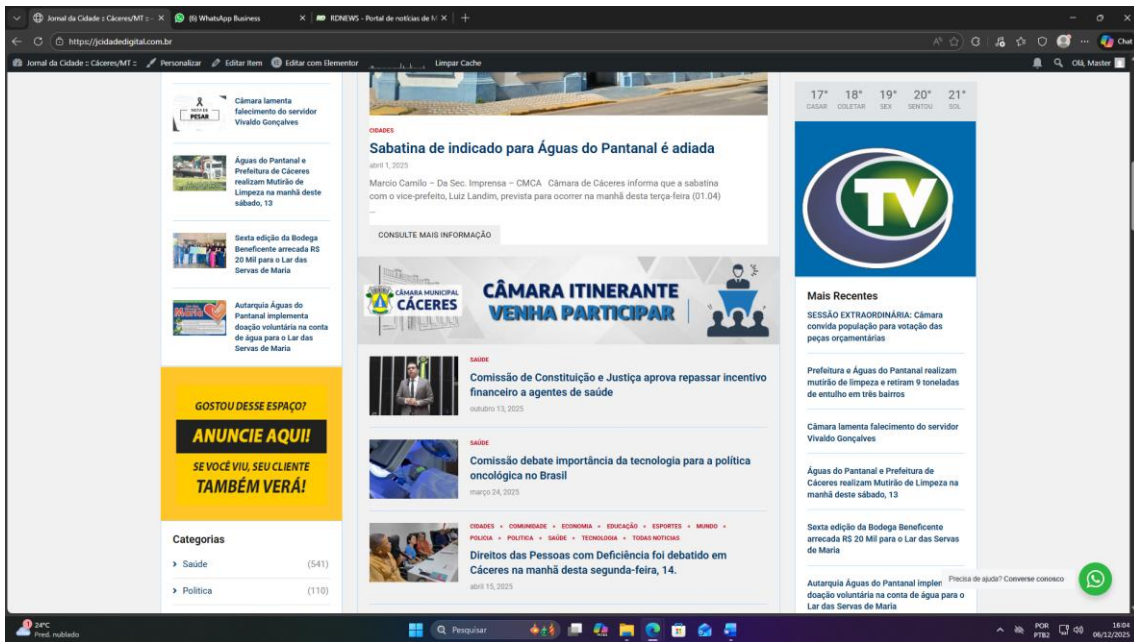 Jornal da Cidade :: Cáceres/MT :: -
(6) WhatsApp Business
RDNEWS - Portal de notícias de M
https://jcidadedigital.com.br
Chat
Jornal da Cidade :: Cáceres/MT ::
Personalizar
Editar Item
Editar com Elementor
Limpar Cache
Olá, Master
NOTA DE
PESAR
Câmara lamenta
falecimento do servidor
Vivaldo Gonçalves
Águas do Pantanal e
Prefeitura de Cáceres
realizam Mutirão de
Limpeza na manhã deste
sábado, 13
Sexta edição da Bodega
Beneficente arrecada R$
20 Mil para o Lar das
Servas de Maria
Autarquia Águas do
Pantanal implementa
doação voluntária na conta
de água para o Lar das
Servas de Maria
GOSTOU DESSE ESPAÇO?
ANUNCIE AQUI!
SE VOCÊ VIU, SEU CLIENTE
TAMBÉM VERÁ!
Categorias
Saúde (541)
Politica (110)
CIDADES
Sabatina de indicado para Águas do Pantanal é adiada
abril 1, 2025
Marcio Camilo – Da Sec. Imprensa – CMCA Câmara de Cáceres informa que a sabatina
com o vice-prefeito, Luiz Landim, prevista para ocorrer na manhã desta terça-feira (01.04)
...
CONSULTE MAIS INFORMAÇÃO
CÂMARA MUNICIPAL
CÁCERES
CÂMARA ITINERANTE
VENHA PARTICIPAR
SAÚDE
Comissão de Constituição e Justiça aprova repassar incentivo
financeiro a agentes de saúde
outubro 13, 2025
SAÚDE
Comissão debate importância da tecnologia para a política
oncológica no Brasil
março 24, 2025
CIDADES • COMUNIDADE • ECONOMIA • EDUCAÇÃO • ESPORTES • MUNDO •
POLICIA • POLITICA • SAÚDE • TECNOLOGIA • TODAS NOTICIAS
Direitos das Pessoas com Deficiência foi debatido em
Cáceres na manhã desta segunda-feira, 14.
abril 15, 2025
17° 18° 19° 20° 21°
CASAR COLETAR SEX SENTOU SOL
TV
Mais Recentes
SESSÃO EXTRAORDINÁRIA: Câmara
convida população para votação das
peças orçamentárias
Prefeitura e Águas do Pantanal realizam
mutirão de limpeza e retiram 9 toneladas
de entulho em três bairros
Câmara lamenta falecimento do servidor
Vivaldo Gonçalves
Águas do Pantanal e Prefeitura de
Cáceres realizam Mutirão de Limpeza na
manhã deste sábado, 13
Sexta edição da Bodega Beneficente
arrecada R$ 20 Mil para o Lar das Servas
de Maria
Autarquia Águas do Pantanal implem
doação voluntária na conta de água para o
Lar das Servas de Maria
Precisa de ajuda? Converse conosco
24°C
Pred. nublado
Pesquisar
POR
PTB2
16:04
06/12/2025